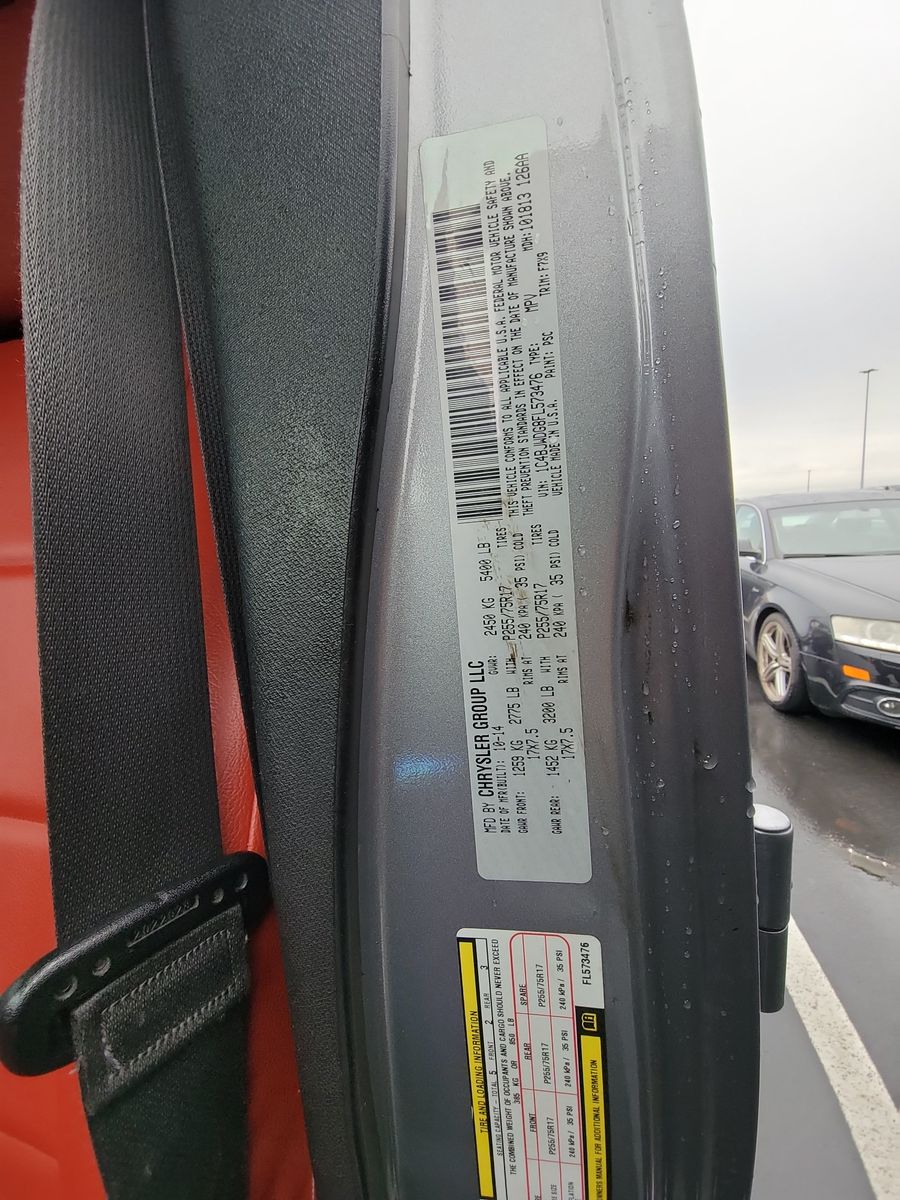 MFD BY CHRYSLER GROUP LLC
DATE OF MFR(BUILT): 10-14 GVWR: 2450 KG 5400 LB
GAWR FRONT: 1259 KG 2775 LB WITH P255/75R17 TIRES
17X7.5 RIMS AT 240 KPA ( 35 PSI) COLD
GAWR REAR: 1452 KG 3200 LB WITH P255/75R17 TIRES
17X7.5 RIMS AT 240 KPA ( 35 PSI) COLD
THIS VEHICLE CONFORMS TO ALL APPLICABLE U.S.A. FEDERAL MOTOR VEHICLE SAFETY AND
THEFT PREVENTION STANDARDS IN EFFECT ON THE DATE OF MANUFACTURE SHOWN ABOVE.
VIN: 1C4BJWDG8FL573476 TYPE: MPV MDH: 101813 126AA
VEHICLE MADE IN U.S.A. PAINT: PSC TRIM: F7X9
TIRE AND LOADING INFORMATION
SEATING CAPACITY - TOTAL 5 FRONT 2 REAR 3
THE COMBINED WEIGHT OF OCCUPANTS AND CARGO SHOULD NEVER EXCEED
385 KG OR 850 LB
FRONT REAR SPARE
P255/75R17 P255/75R17 P255/75R17
240 kPa / 35 PSI 240 kPa / 35 PSI 240 kPa / 35 PSI
OWNERS MANUAL FOR ADDITIONAL INFORMATION
FL573476